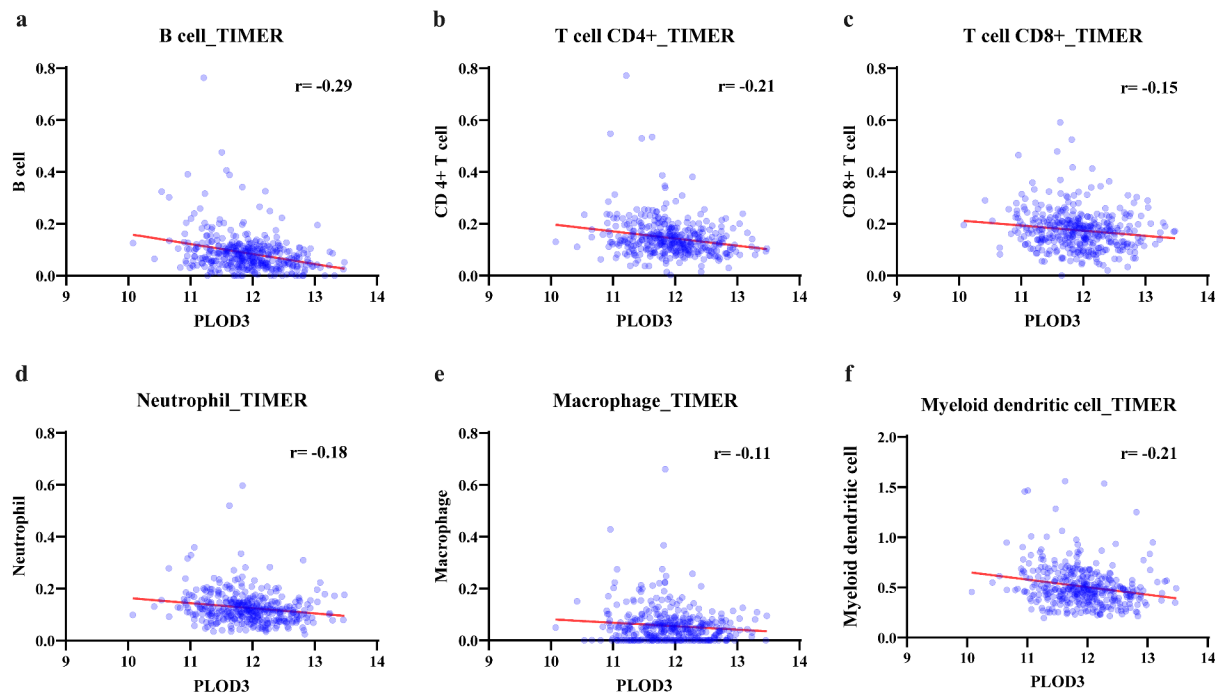 a
B cell_TIMER
r= -0.29
B cell
0.8
0.6
0.4
0.2
0.0
9 10 11 12 13 14
PLOD3
b
T cell CD4+_TIMER
r= -0.21
CD 4+ T cell
0.8
0.6
0.4
0.2
0.0
9 10 11 12 13 14
PLOD3
c
T cell CD8+_TIMER
r= -0.15
CD 8+ T cell
0.8
0.6
0.4
0.2
0.0
9 10 11 12 13 14
PLOD3
d
Neutrophil_TIMER
r= -0.18
Neutrophil
0.8
0.6
0.4
0.2
0.0
9 10 11 12 13 14
PLOD3
e
Macrophage_TIMER
r= -0.11
Macrophage
0.8
0.6
0.4
0.2
0.0
9 10 11 12 13 14
PLOD3
f
Myeloid dendritic cell_TIMER
r= -0.21
Myeloid dendritic cell
2.0
1.5
1.0
0.5
0.0
9 10 11 12 13 14
PLOD3